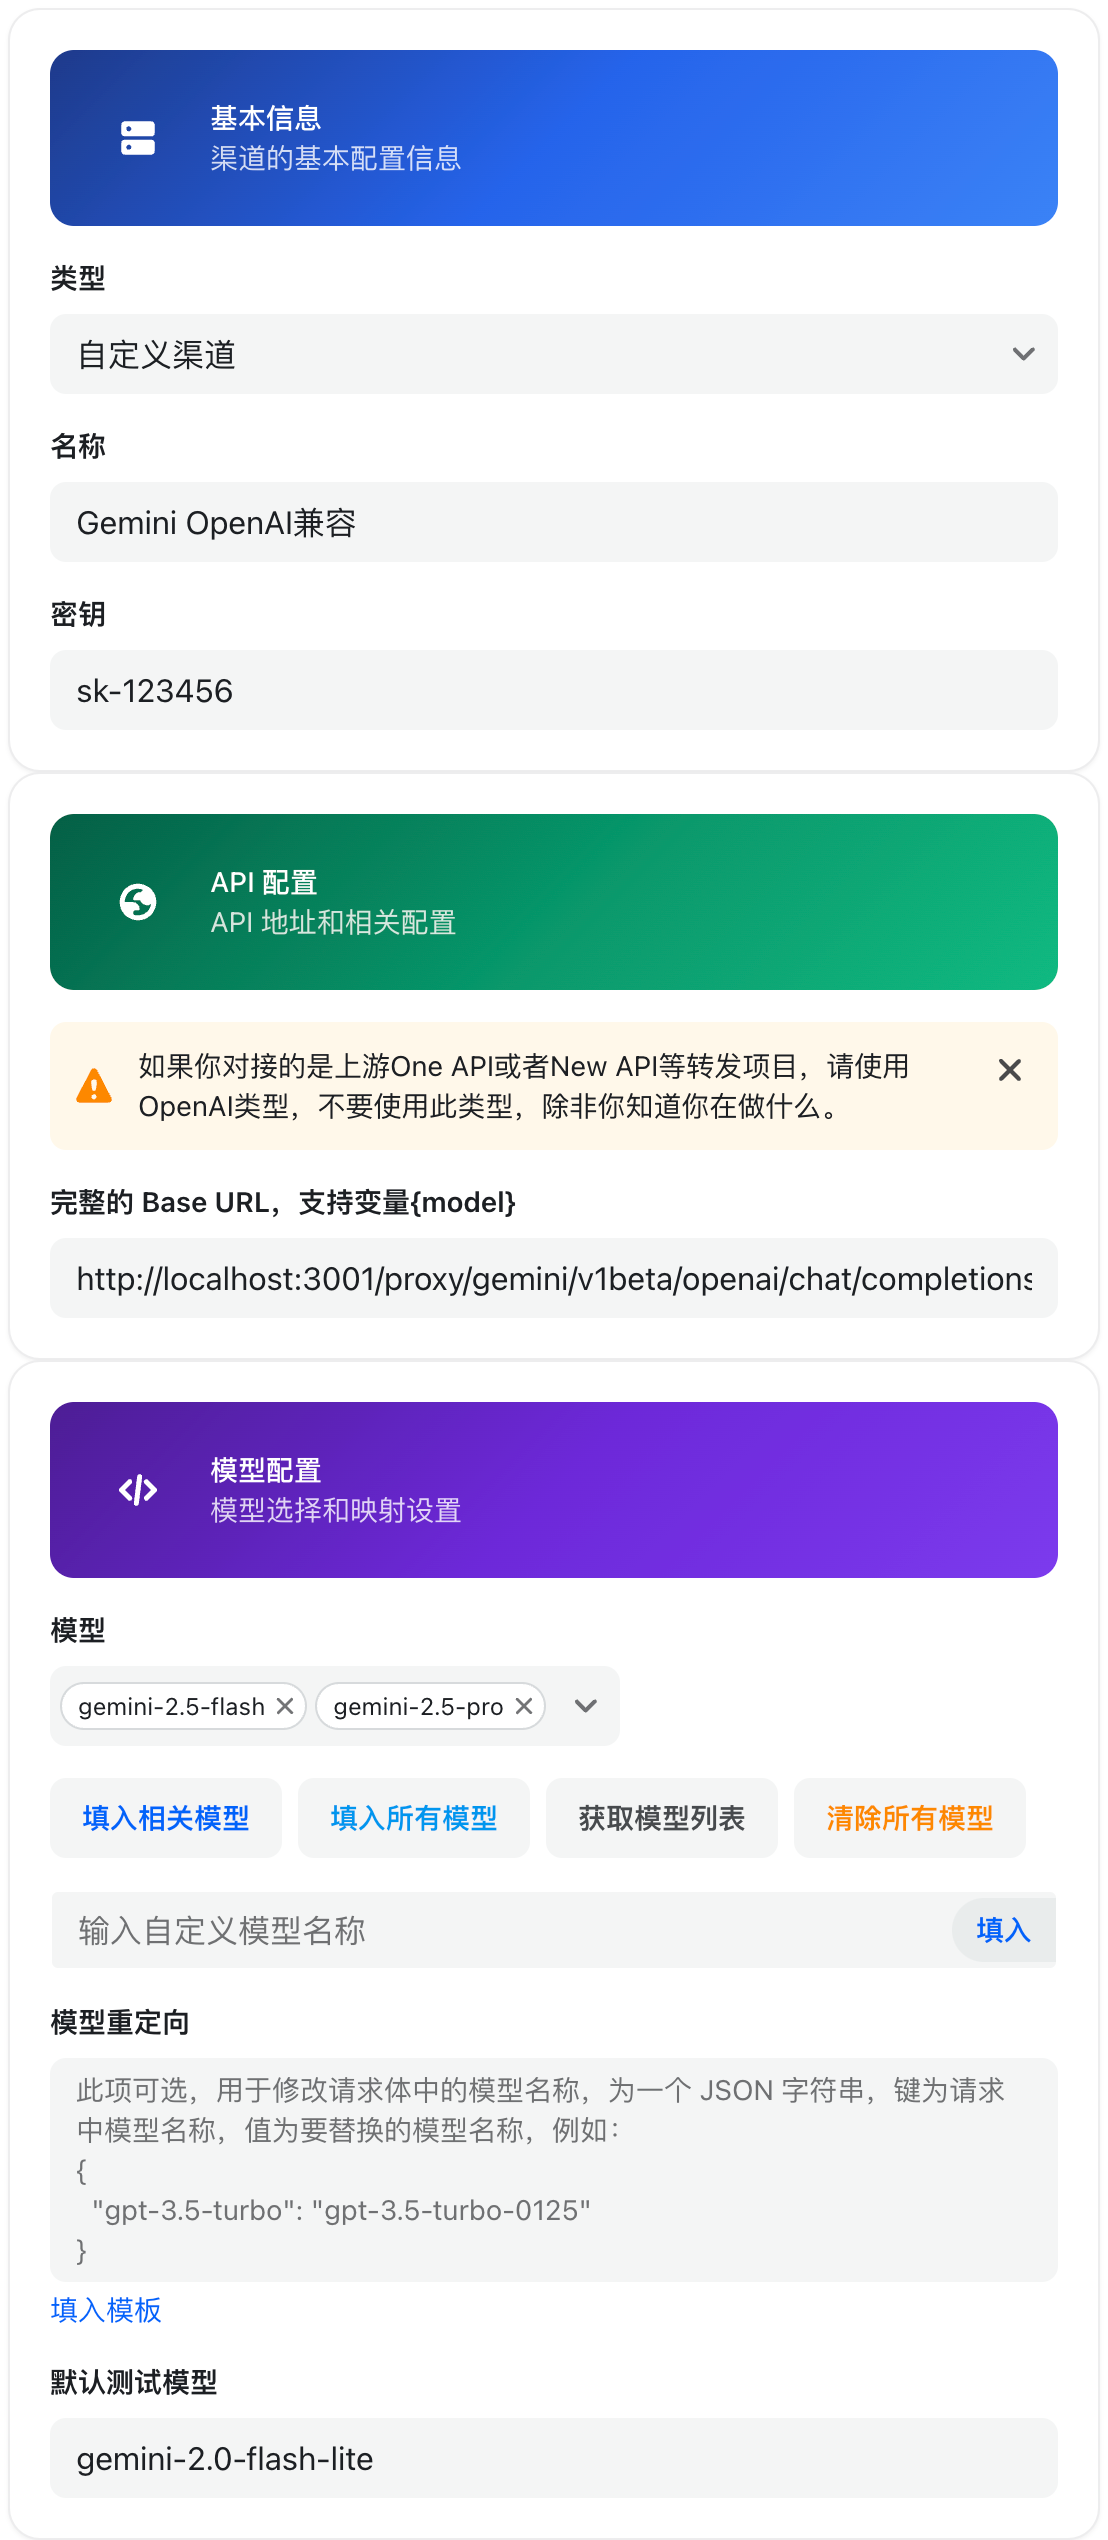 基本信息
渠道的基本配置信息
类型
自定义渠道
名称
Gemini OpenAI兼容
密钥
sk-123456
API 配置
API 地址和相关配置
如果你对接的是上游One API或者New API等转发项目，请使用
OpenAI类型，不要使用此类型，除非你知道你在做什么。
完整的 Base URL，支持变量{model}
http://localhost:3001/proxy/gemini/v1beta/openai/chat/completions
模型配置
模型选择和映射设置
模型
gemini-2.5-flash gemini-2.5-pro
填入相关模型 填入所有模型 获取模型列表 清除所有模型
输入自定义模型名称 填入
模型重定向
此项可选，用于修改请求体中的模型名称，为一个 JSON 字符串，键为请求
中模型名称，值为要替换的模型名称，例如：
{
"gpt-3.5-turbo": "gpt-3.5-turbo-0125"
}
填入模板
默认测试模型
gemini-2.0-flash-lite